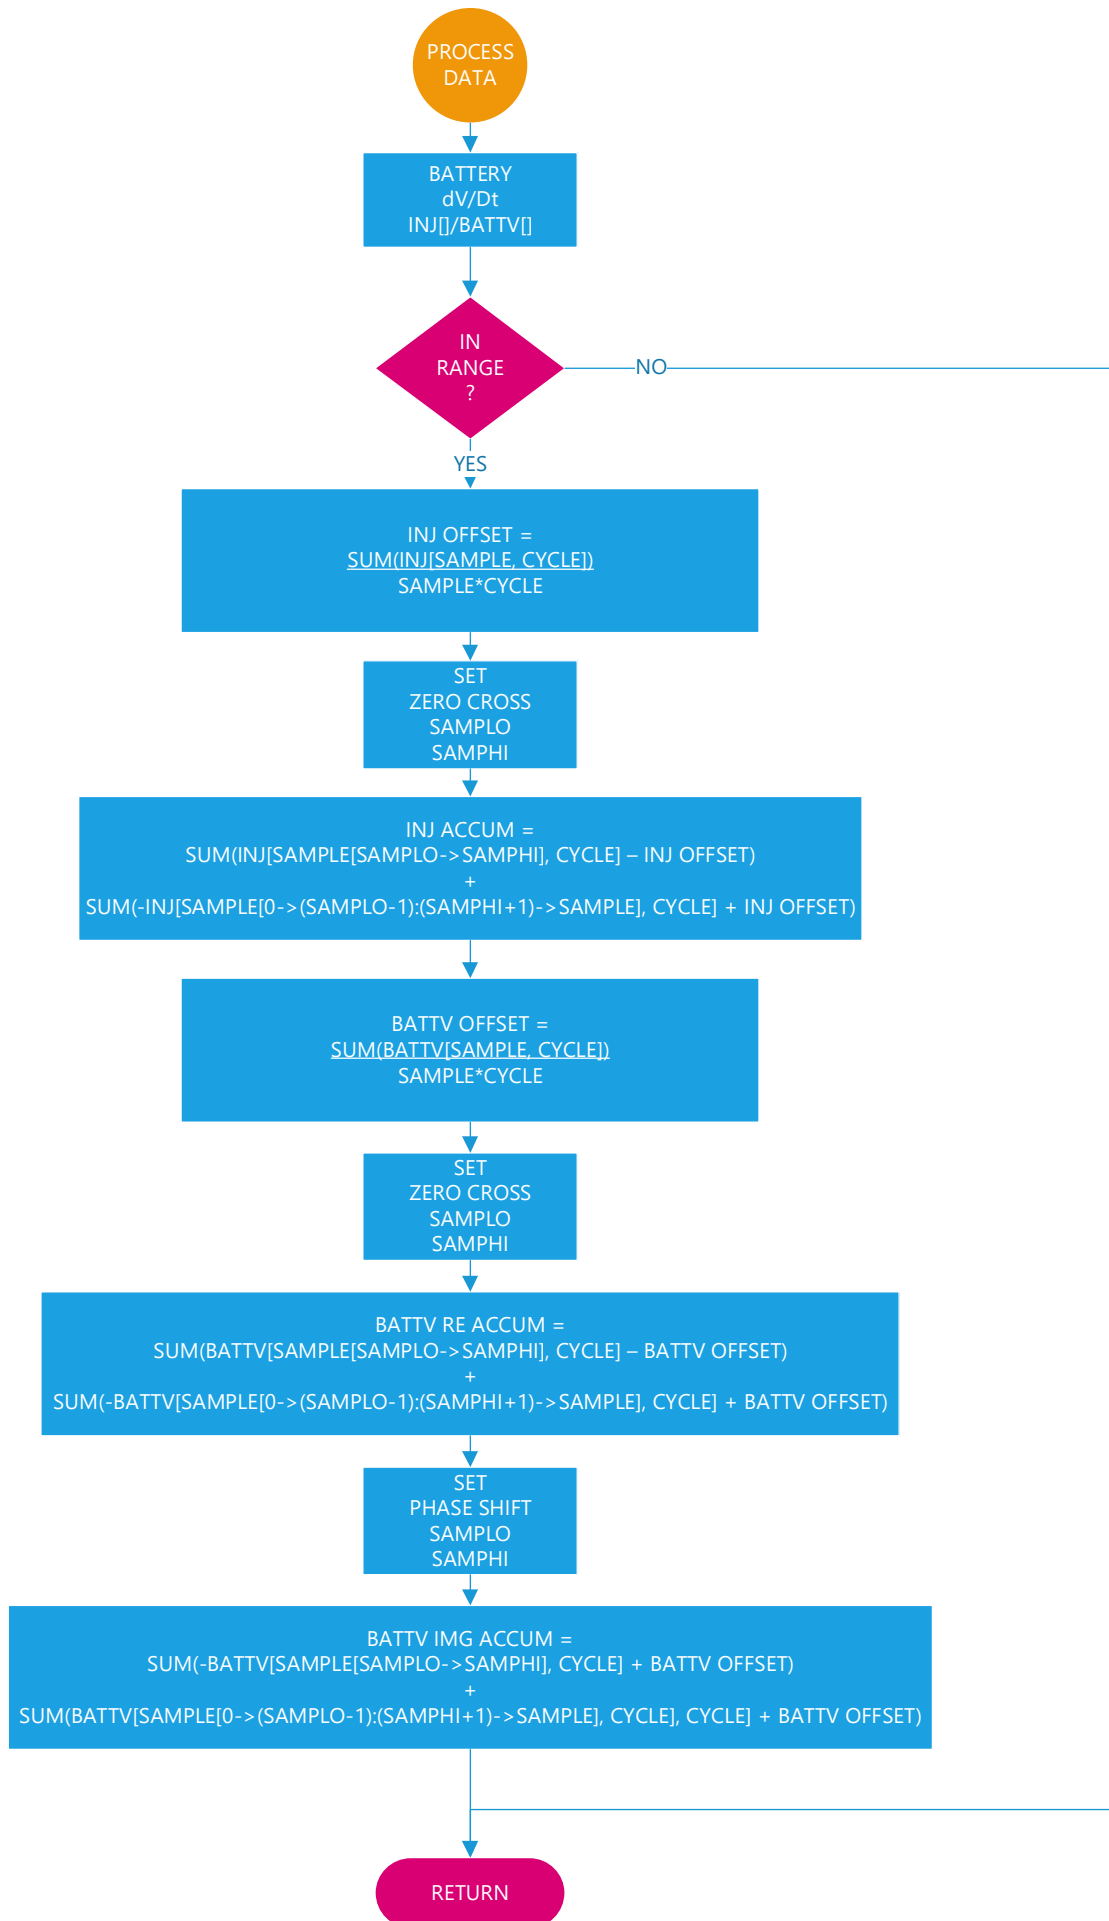 PROCESS
DATA
BATTERY
dV/Dt
INJ[]/BATTV[]
IN
RANGE
?
NO
YES
INJ OFFSET =
SUM(INJ[SAMPLE, CYCLE])
SAMPLE*CYCLE
SET
ZERO CROSS
SAMPLO
SAMPHI
INJ ACCUM =
SUM(INJ[SAMPLE[SAMPLO->SAMPHI], CYCLE] – INJ OFFSET)
+
SUM(-INJ[SAMPLE[0->(SAMPLO-1):(SAMPHI+1)->SAMPLE], CYCLE] + INJ OFFSET)
BATTV OFFSET =
SUM(BATTV[SAMPLE, CYCLE])
SAMPLE*CYCLE
SET
ZERO CROSS
SAMPLO
SAMPHI
BATTV RE ACCUM =
SUM(BATTV[SAMPLE[SAMPLO->SAMPHI], CYCLE] – BATTV OFFSET)
+
SUM(-BATTV[SAMPLE[0->(SAMPLO-1):(SAMPHI+1)->SAMPLE], CYCLE] + BATTV OFFSET)
SET
PHASE SHIFT
SAMPLO
SAMPHI
BATTV IMG ACCUM =
SUM(-BATTV[SAMPLE[SAMPLO->SAMPHI], CYCLE] + BATTV OFFSET)
+
SUM(BATTV[SAMPLE[0->(SAMPLO-1):(SAMPHI+1)->SAMPLE], CYCLE], CYCLE] + BATTV OFFSET)
RETURN